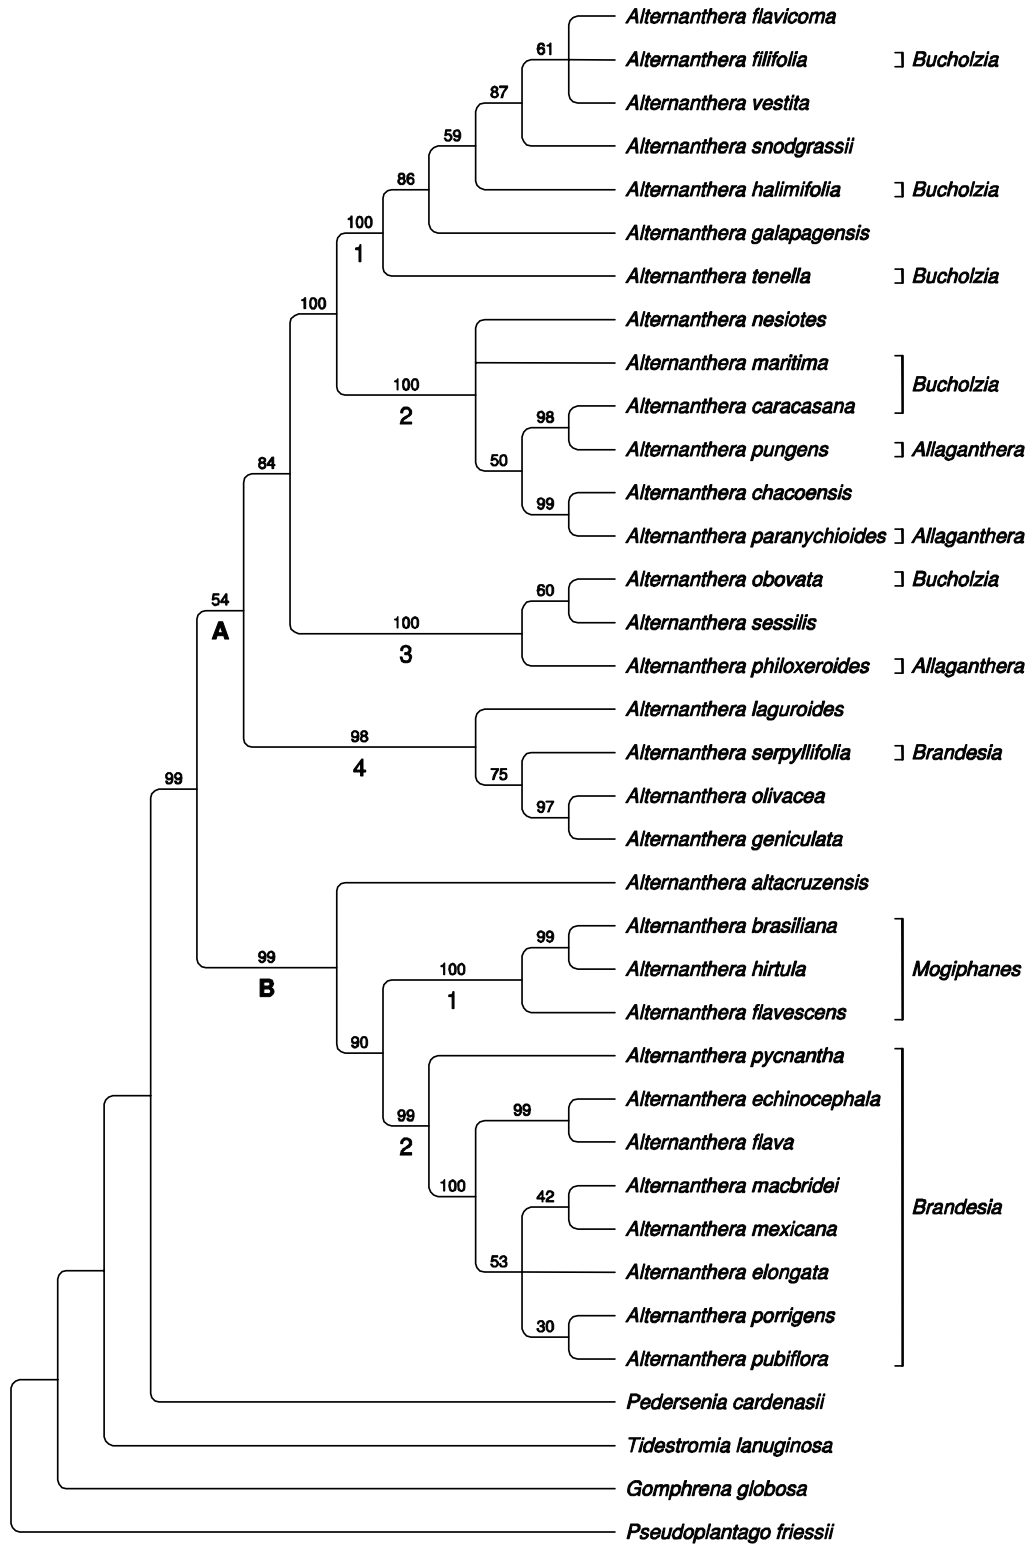 Alternanthera flavicoma
61
Alternanthera filifolia Bucholzia
87
Alternanthera vestita
59
Alternanthera snodgrassii
86
Alternanthera halimifolia Bucholzia
100
Alternanthera galapagensis
1
Alternanthera tenella Bucholzia
100
Alternanthera nesiotes
Alternanthera maritima
Bucholzia
100
Alternanthera caracasana
2
98
Alternanthera pungens Allaganthera
84
50
Alternanthera chacoensis
99
Alternanthera paranychioides Allaganthera
Alternanthera obovata Bucholzia
60
54
Alternanthera sessilis
100
A
3
Alternanthera philoxeroides Allaganthera
Alternanthera laguroides
98
Alternanthera serpyllifolia Brandesia
4
75
99
Alternanthera olivacea
97
Alternanthera geniculata
Alternanthera altacruzensis
Alternanthera brasiliana
99
99
Alternanthera hirtula Mogiphanes
100
B
1
Alternanthera flavescens
90
Alternanthera pycnantha
Alternanthera echinocephala
99
99
2
Alternanthera flava
100
Alternanthera macbridei
42
Brandesia
Alternanthera mexicana
53
Alternanthera elongata
Alternanthera porrigens
30
Alternanthera pubiflora
Pedersenia cardenasii
Tidestromia lanuginosa
Gomphrena globosa
Pseudoplantago friessii